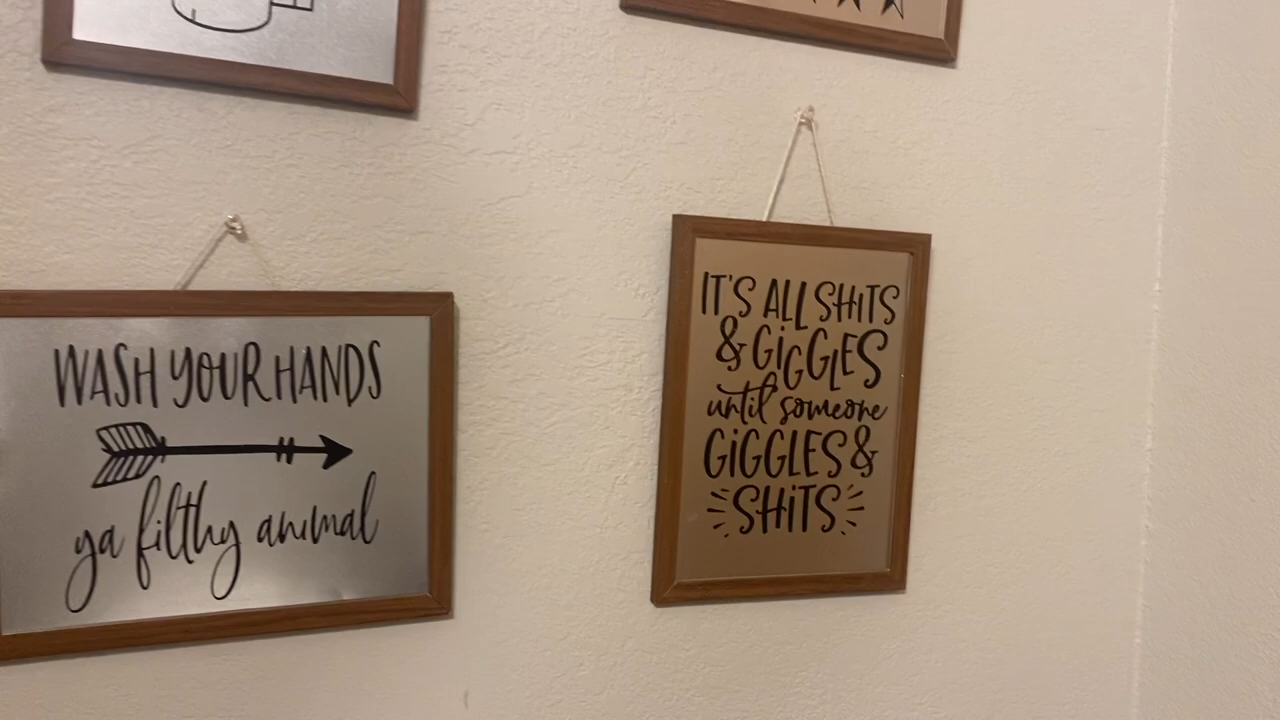 WASH YOUR HANDS
ya filthy animal
IT'S ALL SHiTS
& GiGGLES
until someone
GiGGLES &
SHiTS